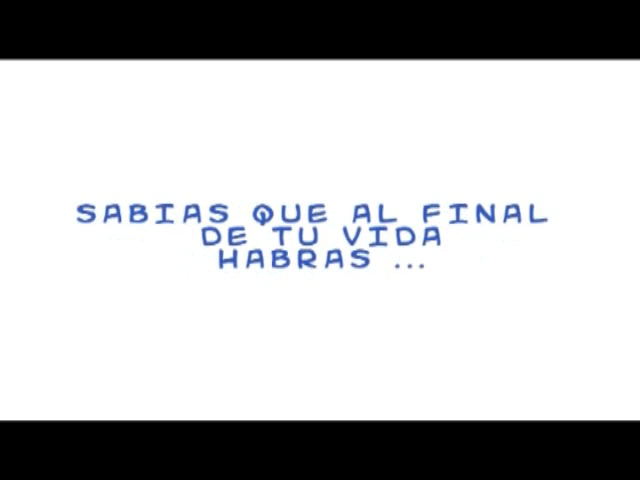 SABIAS QUE AL FINAL
DE TU VIDA
HABRAS ...